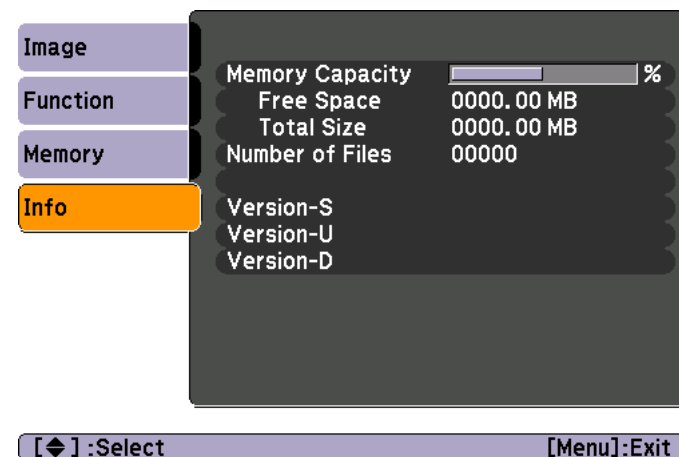 Image
Function
Memory
Info
Memory Capacity %
Free Space 0000.00 MB
Total Size 0000.00 MB
Number of Files 00000
Version-S
Version-U
Version-D
[◆] :Select [Menu]:Exit